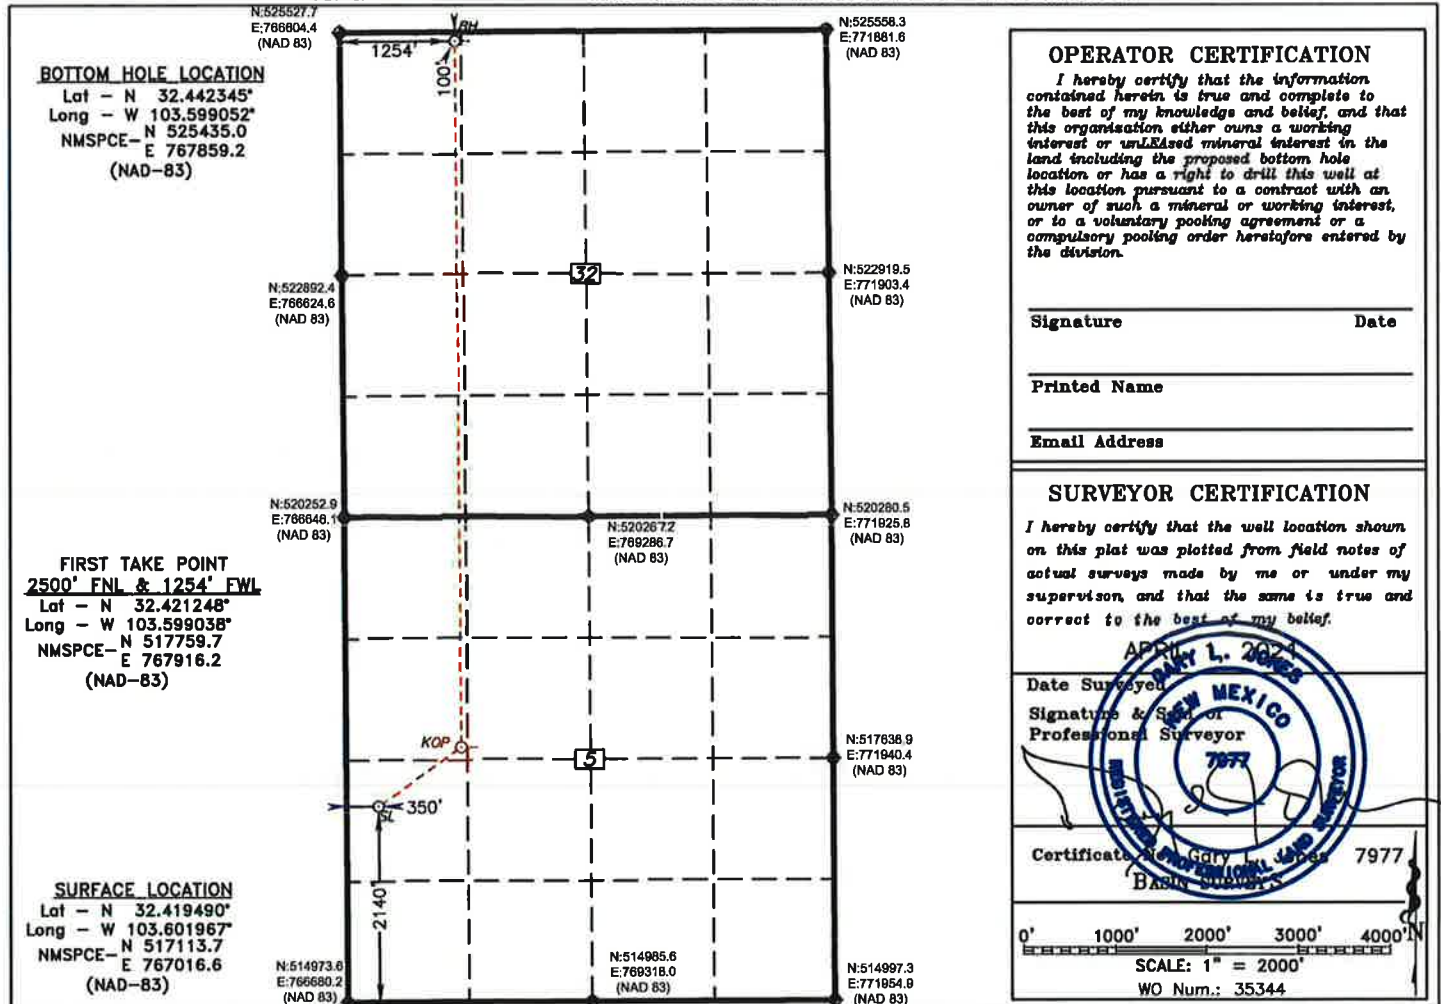 N:525527.7
E:766604.4
(NAD 83)
BH
1254'
100'
N:525558.3
E:771881.6
(NAD 83)
BOTTOM HOLE LOCATION
Lat - N 32.442345°
Long - W 103.599052°
NMSPCE- N 525435.0
E 767859.2
(NAD-83)
N:522892.4
E:766624.6
(NAD 83)
32
N:522919.5
E:771903.4
(NAD 83)
N:520252.9
E:766648.1
(NAD 83)
N:520267.2
E:769286.7
(NAD 83)
N:520280.5
E:771925.8
(NAD 83)
FIRST TAKE POINT
2500' FNL & 1254' FWL
Lat - N 32.421248°
Long - W 103.599038°
NMSPCE- N 517759.7
E 767916.2
(NAD-83)
KOP
5
N:517638.9
E:771940.4
(NAD 83)
350'
SL
2140'
SURFACE LOCATION
Lat - N 32.419490°
Long - W 103.601967°
NMSPCE- N 517113.7
E 767016.6
(NAD-83)
N:514973.6
E:766680.2
(NAD 83)
N:514985.6
E:769318.0
(NAD 83)
N:514997.3
E:771954.9
(NAD 83)
OPERATOR CERTIFICATION
I hereby certify that the information
contained herein is true and complete to
the best of my knowledge and belief, and that
this organisation either owns a working
interest or unLEAsed mineral interest in the
land including the proposed bottom hole
location or has a right to drill this well at
this location pursuant to a contract with an
owner of such a mineral or working interest,
or to a voluntary pooling agreement or a
compulsory pooling order heretofore entered by
the division.
Signature Date
Printed Name
Email Address
SURVEYOR CERTIFICATION
I hereby certify that the well location shown
on this plat was plotted from field notes of
actual surveys made by me or under my
supervison, and that the same is true and
correct to the best of my belief.
APRIL 1, 2021
Date Surveyed
Signature & Seal of
Professional Surveyor
GARY L. JONES
NEW MEXICO
7977
REGISTERED PROFESSIONAL LAND SURVEYOR
Certificate No. Gary L. Jones 7977
BASIN SURVEYS
0' 1000' 2000' 3000' 4000' N
SCALE: 1" = 2000'
WO Num.: 35344